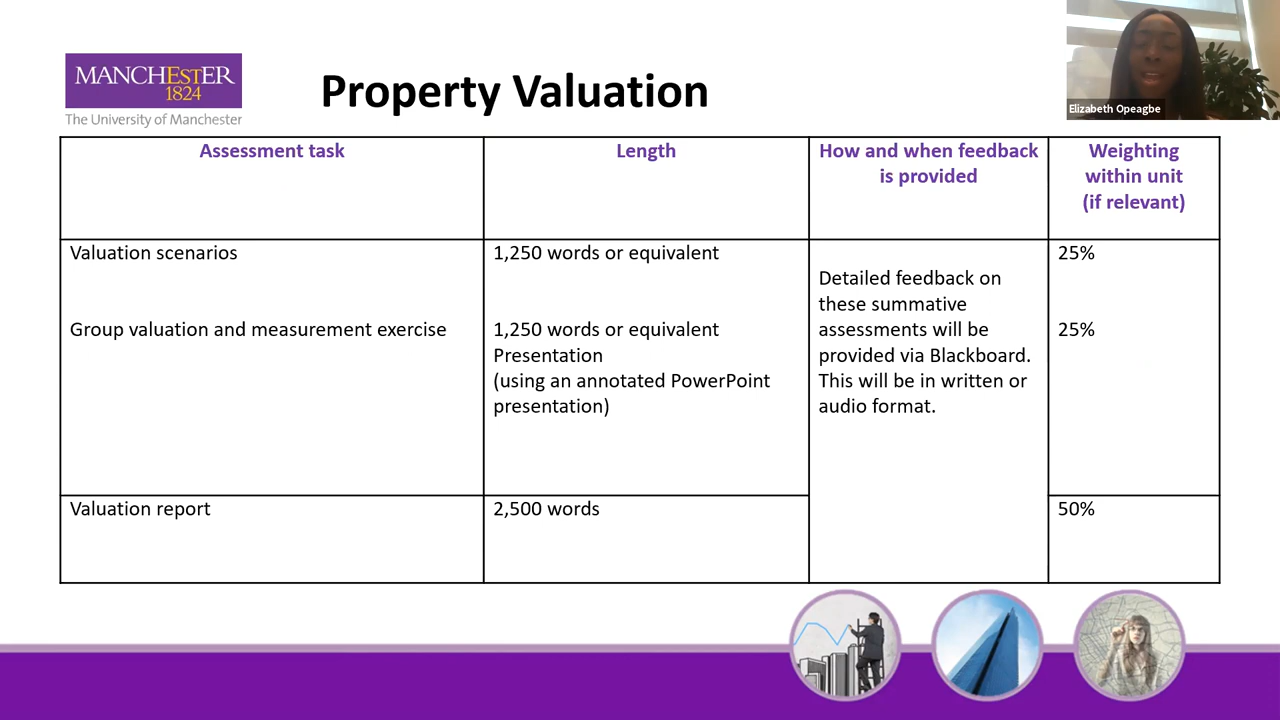 MANCHESTER
1824
The University of Manchester
Property Valuation
Elizabeth Opeagbe
Assessment task
Length
How and when feedback
is provided
Weighting
within unit
(if relevant)
Valuation scenarios
1,250 words or equivalent
25%
Group valuation and measurement exercise
1,250 words or equivalent
Presentation
(using an annotated PowerPoint
presentation)
Detailed feedback on
these summative
assessments will be
provided via Blackboard.
This will be in written or
audio format.
25%
Valuation report
2,500 words
50%